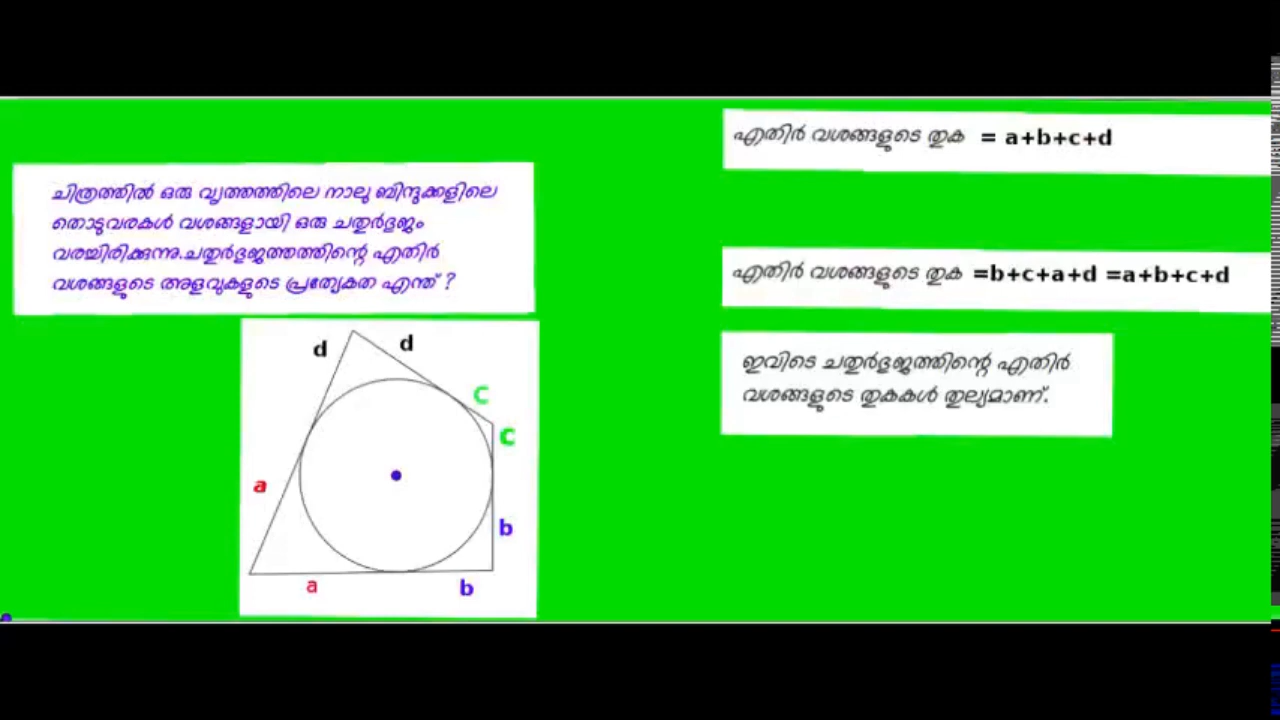 ചിത്രത്തിൽ ഒരു വൃത്തത്തിലെ നാലു ബിന്ദുക്കളിലെ
തൊടുവരകൾ വശങ്ങളായി ഒരു ചതുർഭുജം
വരച്ചിരിക്കുന്നു.ചതുർഭുജത്തത്തിന്റെ എതിർ
വശങ്ങളുടെ അളവുകളുടെ പ്രത്യേകത എന്ത് ?
d
d
C
c
a
b
a
b
എതിർ വശങ്ങളുടെ തുക = a+b+c+d
എതിർ വശങ്ങളുടെ തുക =b+c+a+d =a+b+c+d
ഇവിടെ ചതുർഭുജത്തിന്റെ എതിർ
വശങ്ങളുടെ തുകകൾ തുല്യമാണ്.